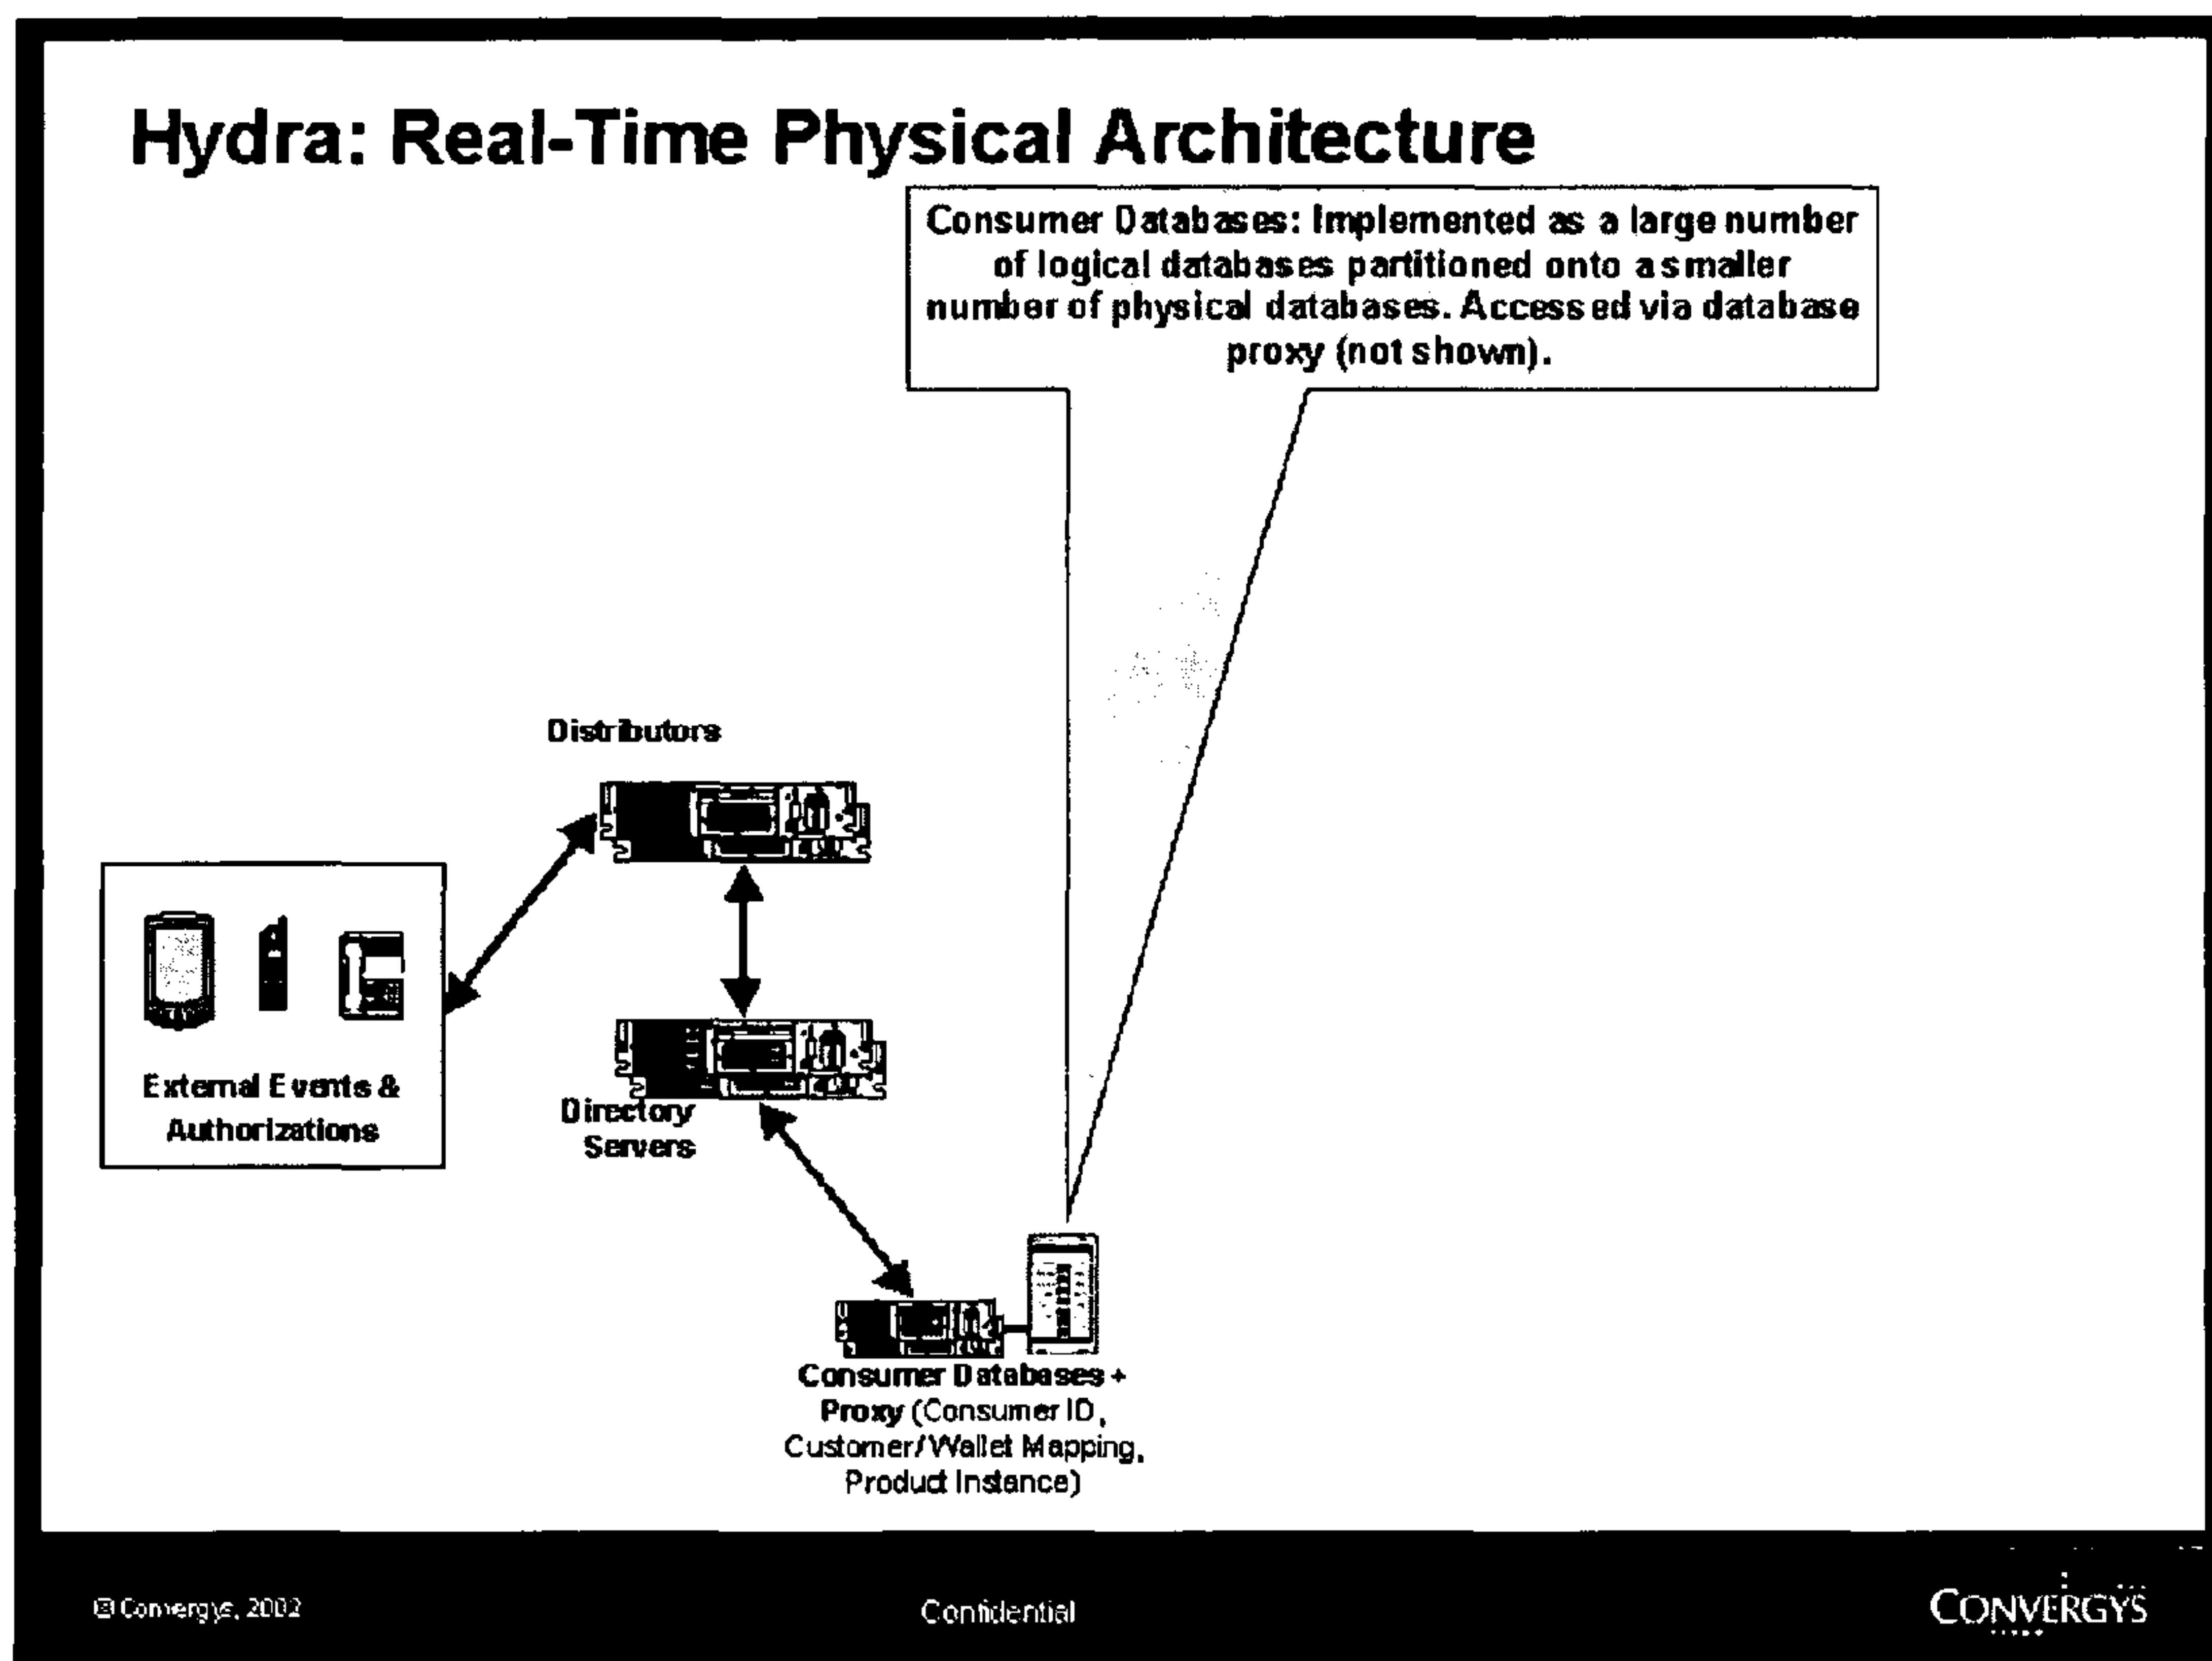 Hydra: Real-Time Physical Architecture
Consumer Databases: Implemented as a large number
of logical databases partitioned onto a smaller
number of physical databases. Accessed via database
proxy (not shown).
Distributors
External Events &
Authorizations
Directory
Servers
Consumer Databases +
Proxy (Consumer ID,
Customer/Wallet Mapping,
Product Instance)
© Convergys, 2002
Confidential
CONVERGYS